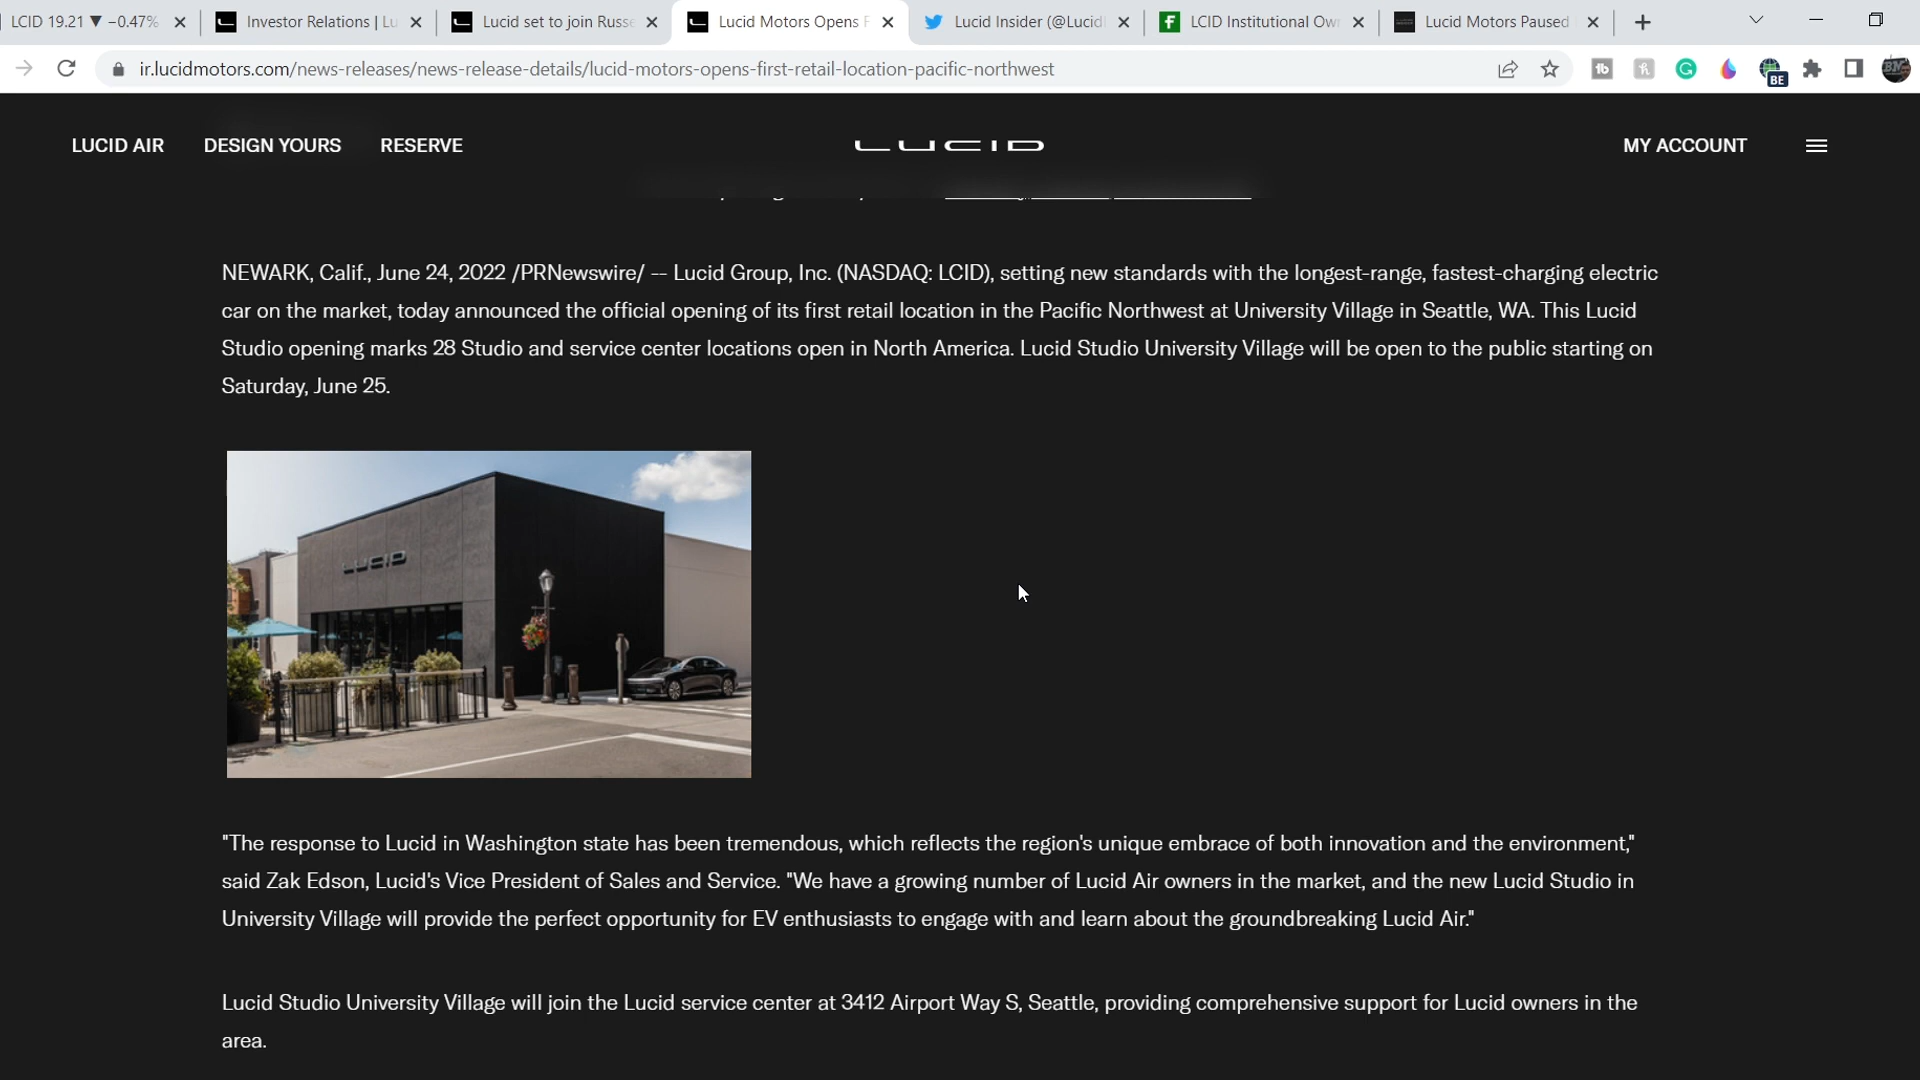 LCID 19.21 ▼ −0.47%
Investor Relations | Lu
Lucid set to join Russe
Lucid Motors Opens F
Lucid Insider (@Lucidl
LCID Institutional Own
Lucid Motors Paused
ir.lucidmotors.com/news-releases/news-release-details/lucid-motors-opens-first-retail-location-pacific-northwest
BE
LUCID AIR DESIGN YOURS RESERVE LUCID MY ACCOUNT
NEWARK, Calif., June 24, 2022 /PRNewswire/ -- Lucid Group, Inc. (NASDAQ: LCID), setting new standards with the longest-range, fastest-charging electric
car on the market, today announced the official opening of its first retail location in the Pacific Northwest at University Village in Seattle, WA. This Lucid
Studio opening marks 28 Studio and service center locations open in North America. Lucid Studio University Village will be open to the public starting on
Saturday, June 25.
LUCID
"The response to Lucid in Washington state has been tremendous, which reflects the region's unique embrace of both innovation and the environment,"
said Zak Edson, Lucid's Vice President of Sales and Service. "We have a growing number of Lucid Air owners in the market, and the new Lucid Studio in
University Village will provide the perfect opportunity for EV enthusiasts to engage with and learn about the groundbreaking Lucid Air."
Lucid Studio University Village will join the Lucid service center at 3412 Airport Way S, Seattle, providing comprehensive support for Lucid owners in the
area.